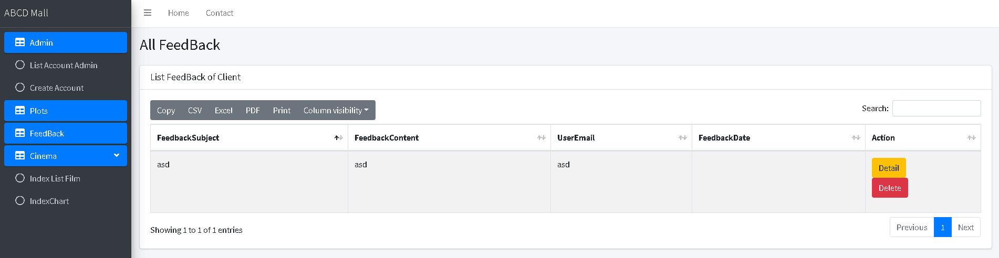 ABCD Mall
Home Contact
Admin
List Account Admin
Create Account
Plots
FeedBack
Cinema
Index List Film
IndexChart
All FeedBack
List FeedBack of Client
Copy CSV Excel PDF Print Column visibility
Search:
FeedbackSubject FeedbackContent UserEmail FeedbackDate Action
asd asd asd Detail
Delete
Showing 1 to 1 of 1 entries
Previous 1 Next